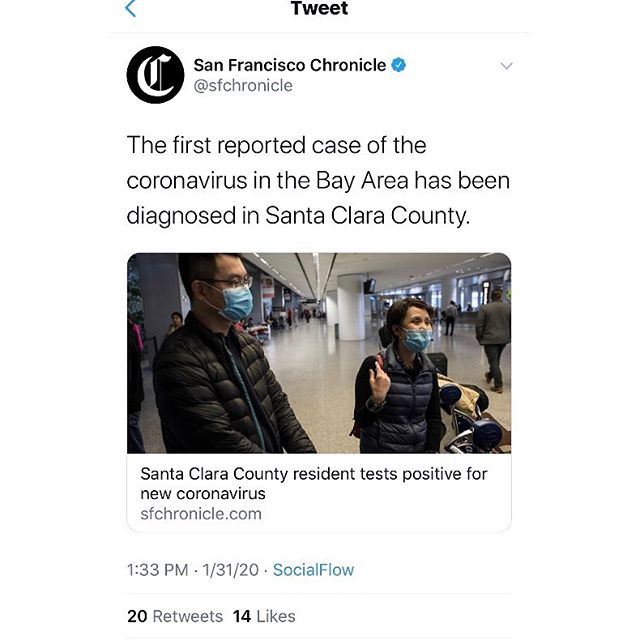 Tweet
San Francisco Chronicle
@sfchronicle
The first reported case of the
coronavirus in the Bay Area has been
diagnosed in Santa Clara County.
Santa Clara County resident tests positive for
new coronavirus
sfchronicle.com
1:33 PM · 1/31/20 · SocialFlow
20 Retweets 14 Likes